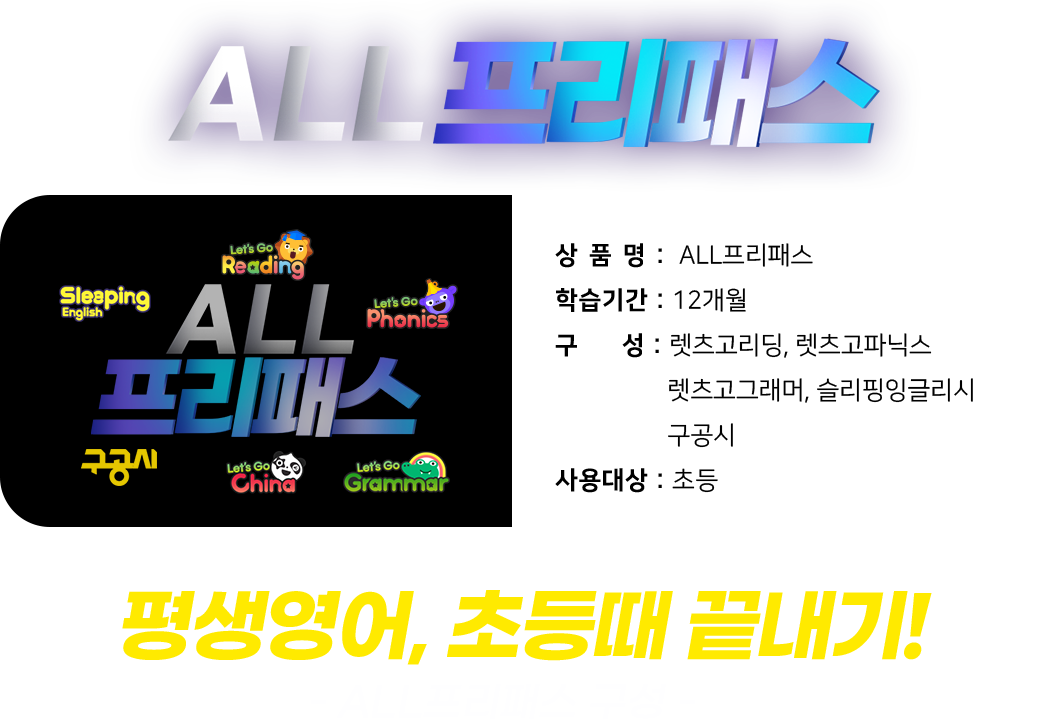 ALL프리패스
Let's Go
Reading
Sleeping
English
ALL
Let's Go
Phonics
프리패스
구공시
Let's Go
China
Let's Go
Grammar
상 품 명 : ALL프리패스
학습기간 : 12개월
구 성 : 렛츠고리딩, 렛츠고파닉스
렛츠고그래머, 슬리핑잉글리시
구공시
사용대상 : 초등
평생영어, 초등때 끝내기!